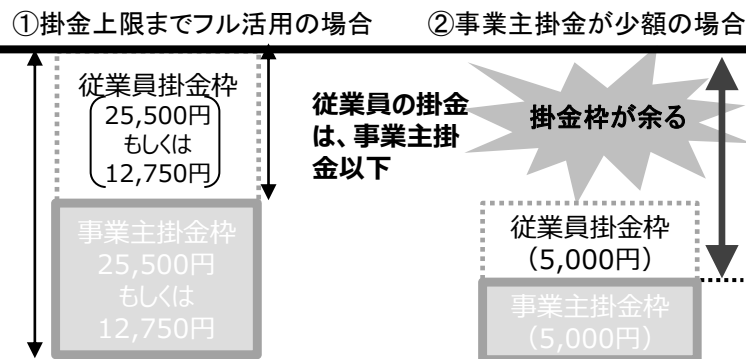 ①掛金上限までフル活用の場合
②事業主掛金が少額の場合
従業員掛金枠
25,500円
もしくは
12,750円
従業員の掛金
は、事業主掛
金以下
事業主掛金枠
25,500円
もしくは
12,750円
掛金枠が余る
従業員掛金枠
（5,000円）
事業主掛金枠
（5,000円）